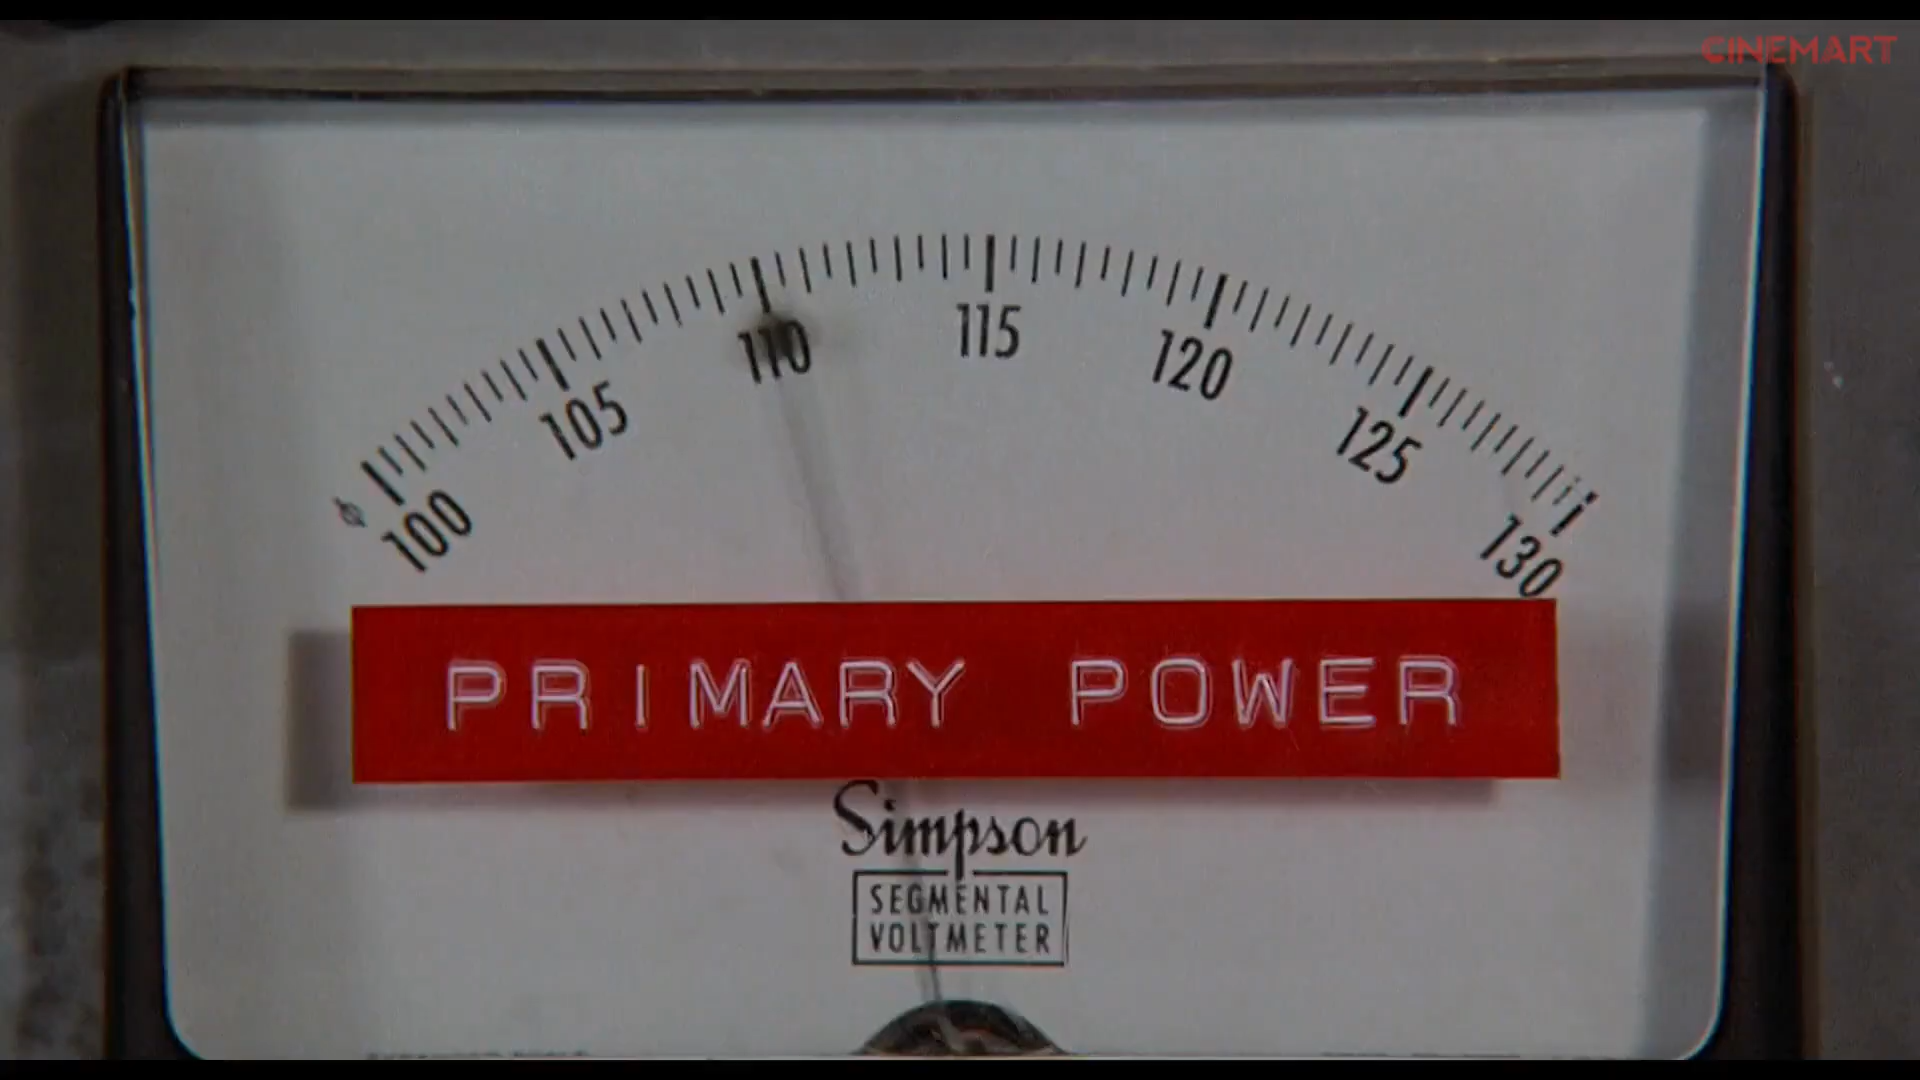 CINEMART
100 105 110 115 120 125 130
PRIMARY POWER
Simpson
SEGMENTAL
VOLTMETER